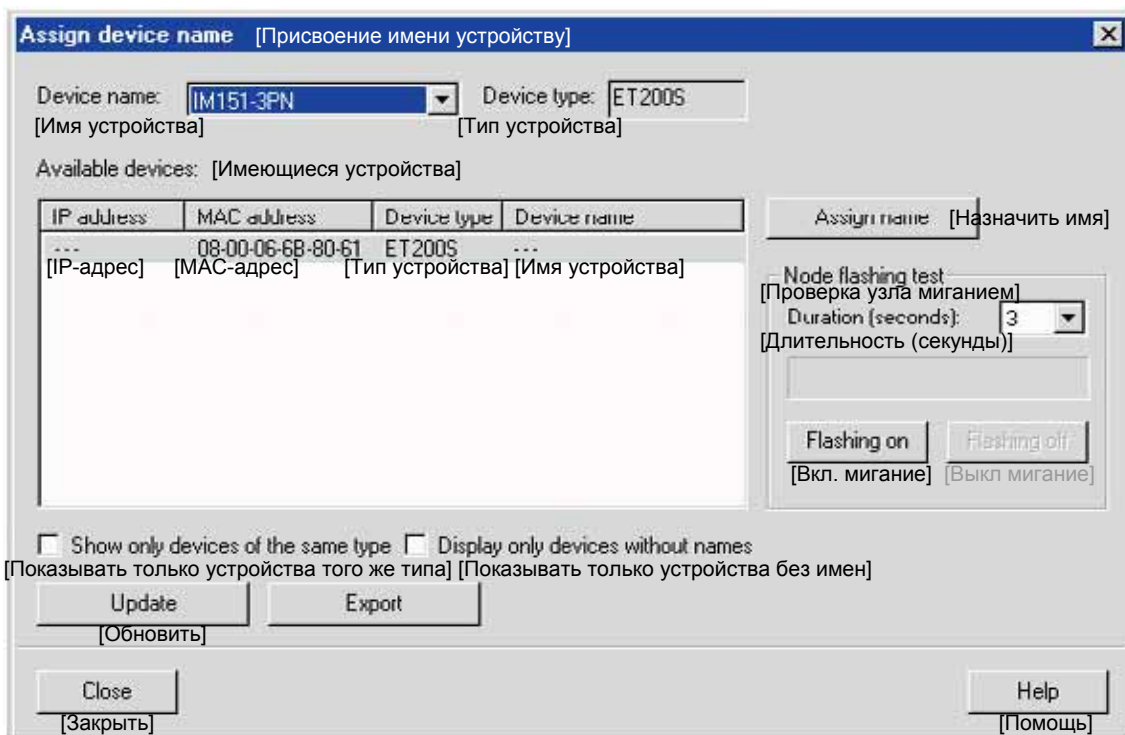 Assign device name [Присвоение имени устройству]
Device name: IM151-3PN Device type: ET200S
[Имя устройства] [Тип устройства]
Available devices: [Имеющиеся устройства]
IP address MAC address Device type Device name
--- 08-00-06-6B-80-61 ET200S ---
[IP-адрес] [MAC-адрес] [Тип устройства] [Имя устройства]
Assign name [Назначить имя]
Node flashing test
[Проверка узла миганием]
Duration (seconds): 3
[Длительность (секунды)]
Flashing on Flashing off
[Вкл. мигание] [Выкл мигание]
Show only devices of the same type Display only devices without names
[Показывать только устройства того же типа] [Показывать только устройства без имен]
Update Export
[Обновить]
Close Help
[Закрыть] [Помощь]